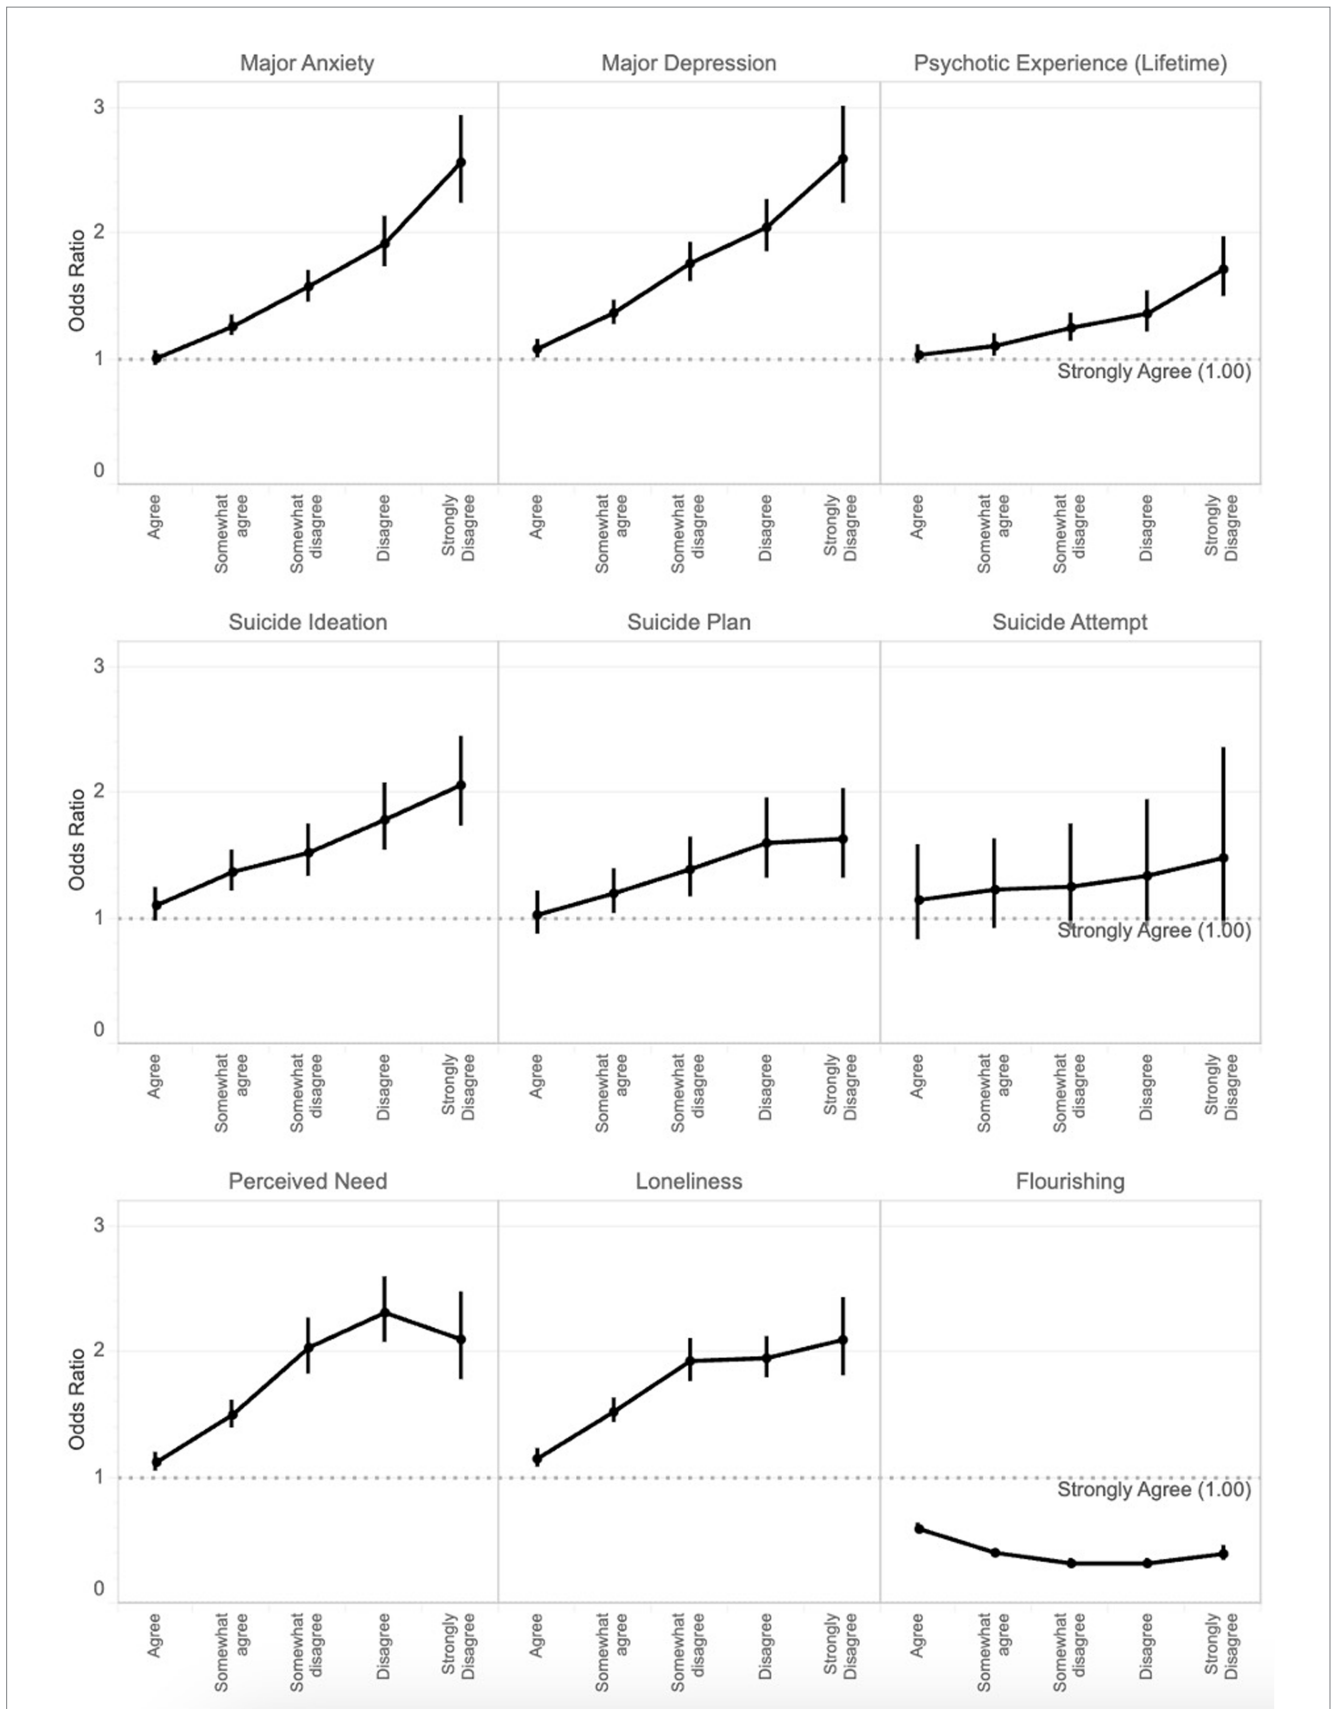 Major Anxiety
Major Depression
Psychotic Experience (Lifetime)
3
2
1
0
Odds Ratio
Strongly Agree (1.00)
Agree
Somewhat
agree
Somewhat
disagree
Disagree
Strongly
Disagree
Agree
Somewhat
agree
Somewhat
disagree
Disagree
Strongly
Disagree
Agree
Somewhat
agree
Somewhat
disagree
Disagree
Strongly
Disagree
Suicide Ideation
Suicide Plan
Suicide Attempt
3
2
1
0
Odds Ratio
Strongly Agree (1.00)
Agree
Somewhat
agree
Somewhat
disagree
Disagree
Strongly
Disagree
Agree
Somewhat
agree
Somewhat
disagree
Disagree
Strongly
Disagree
Agree
Somewhat
agree
Somewhat
disagree
Disagree
Strongly
Disagree
Perceived Need
Loneliness
Flourishing
3
2
1
0
Odds Ratio
Strongly Agree (1.00)
Agree
Somewhat
agree
Somewhat
disagree
Disagree
Strongly
Disagree
Agree
Somewhat
agree
Somewhat
disagree
Disagree
Strongly
Disagree
Agree
Somewhat
agree
Somewhat
disagree
Disagree
Strongly
Disagree